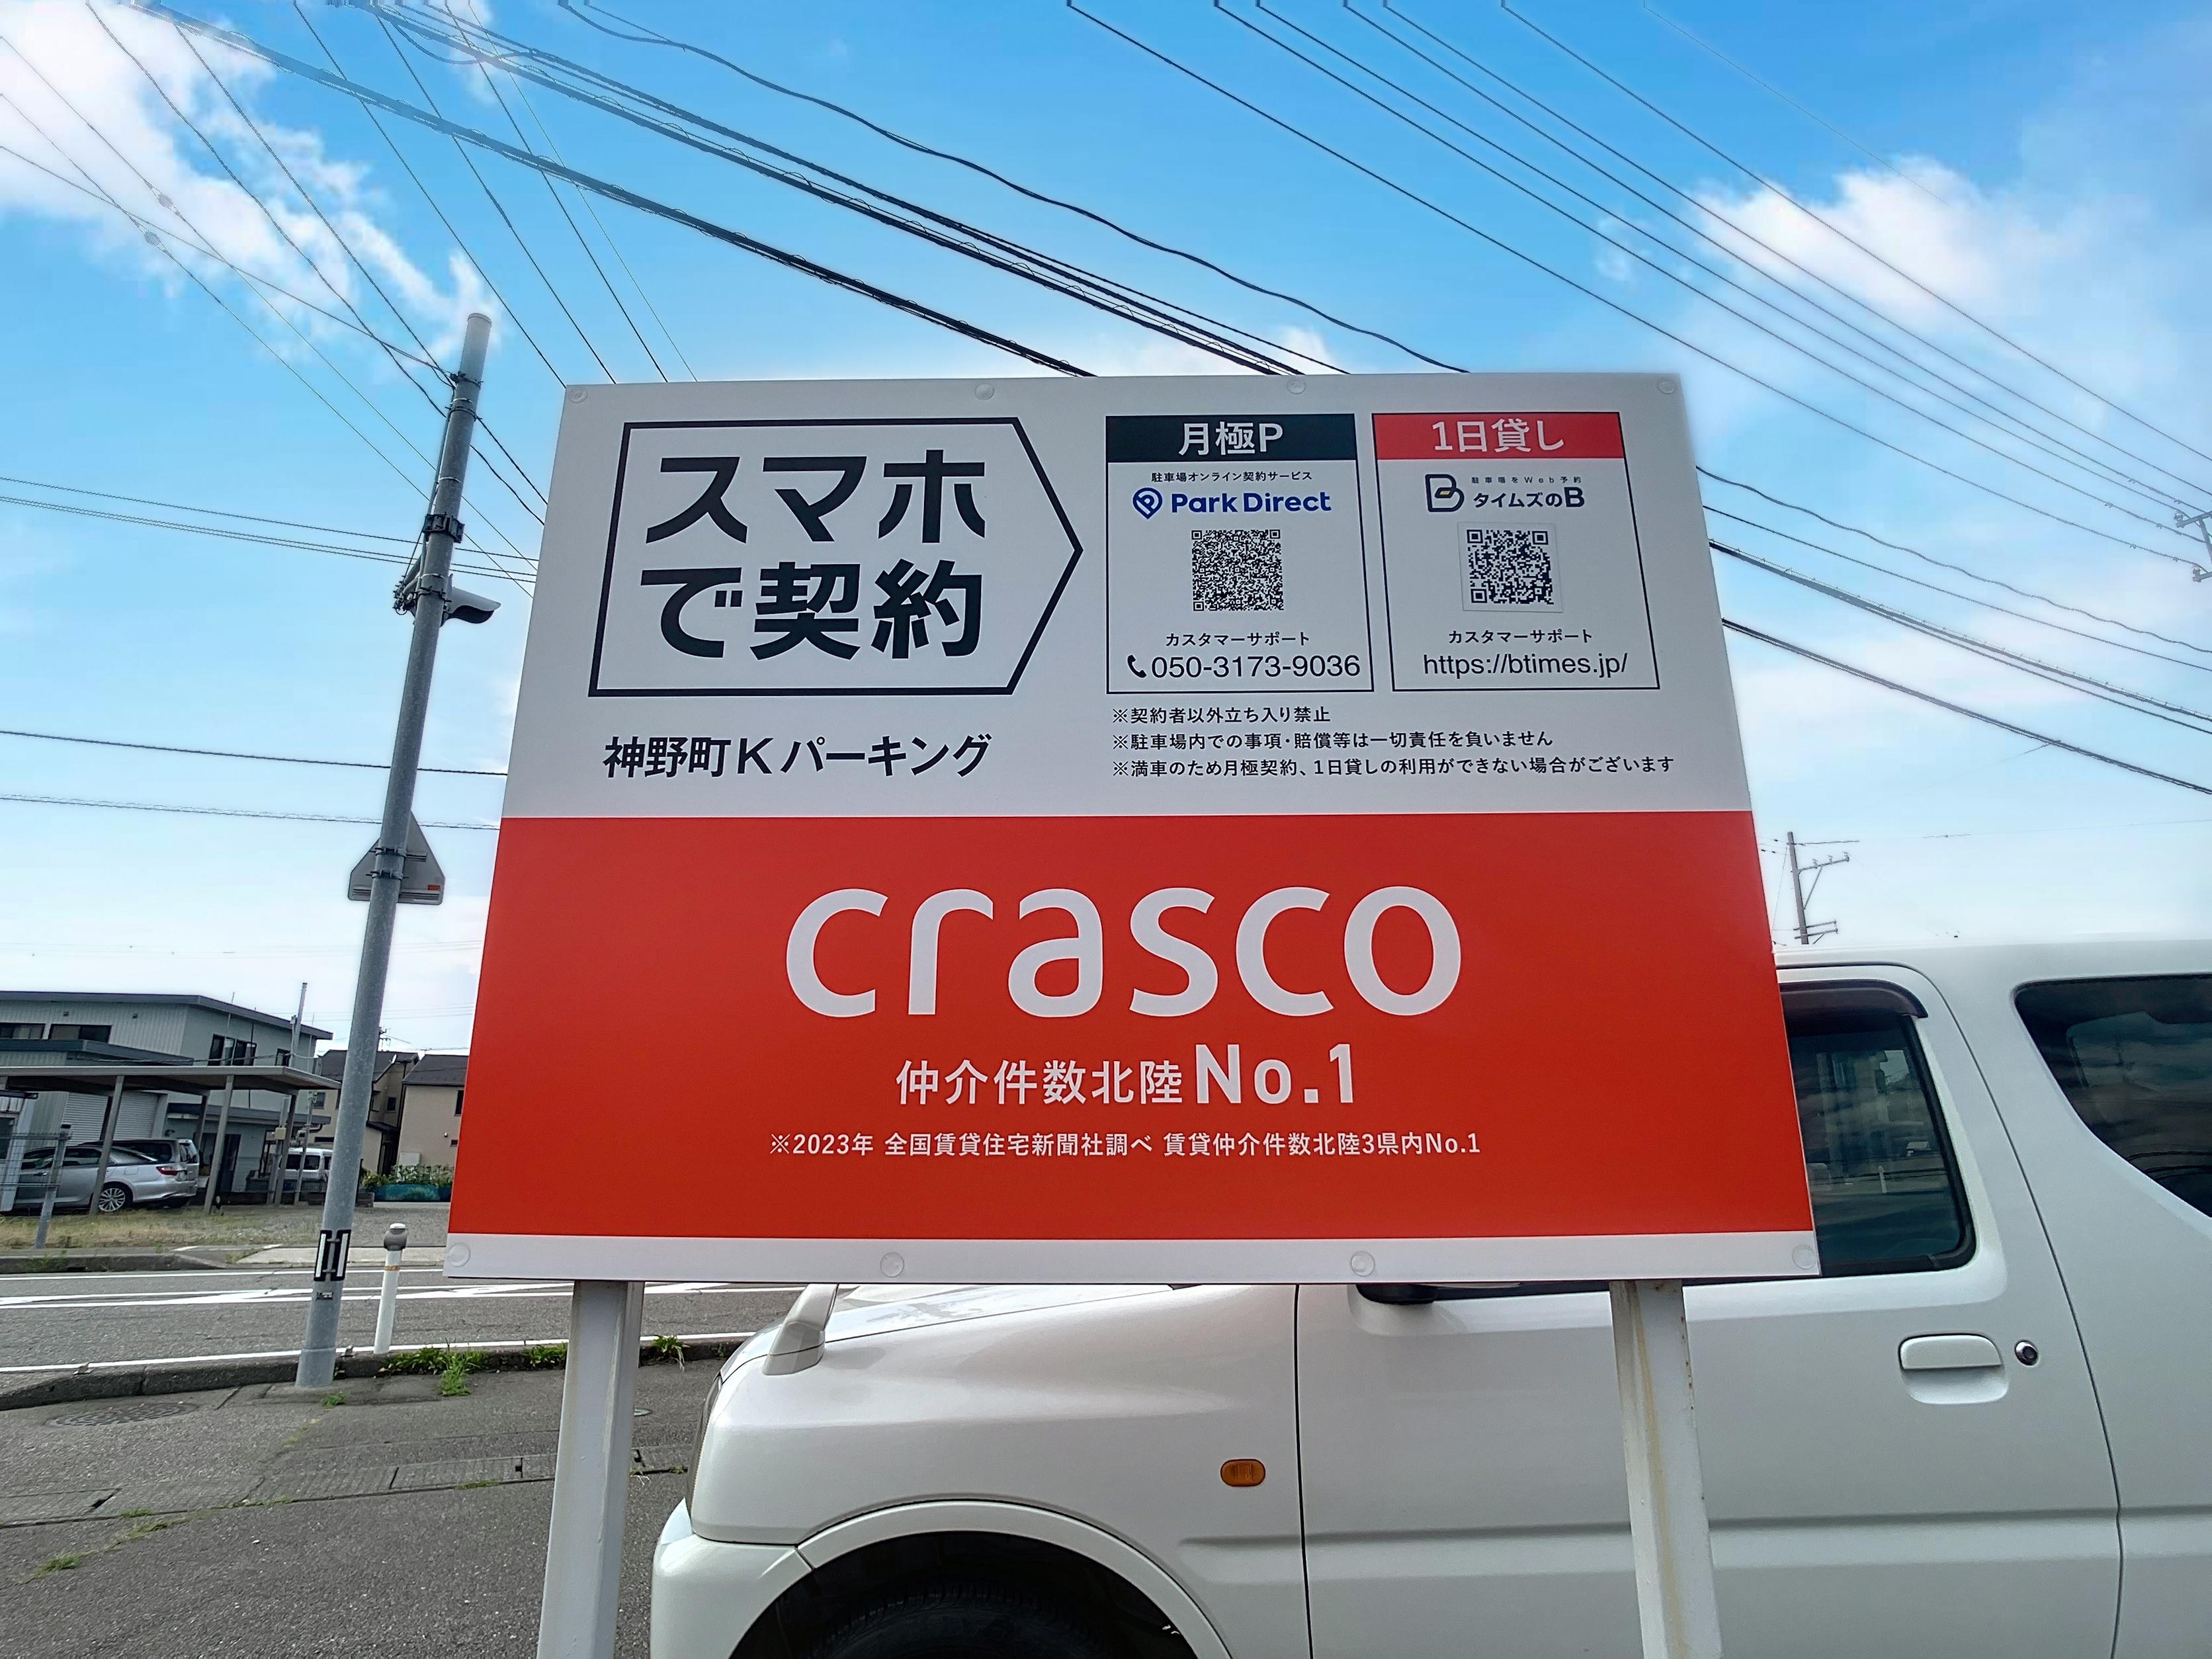 スマホ
で契約
神野町Kパーキング
月極P
駐車場オンライン契約サービス
Park Direct
カスタマーサポート
050-3173-9036
1日貸し
駐車場をWeb予約
タイムズのB
カスタマーサポート
https://btimes.jp/
※契約者以外立ち入り禁止
※駐車場内での事項・賠償等は一切責任を負いません
※満車のため月極契約、1日貸しの利用ができない場合がございます
crasco
仲介件数北陸No.1
※2023年 全国賃貸住宅新聞社調べ 賃貸仲介件数北陸3県内No.1